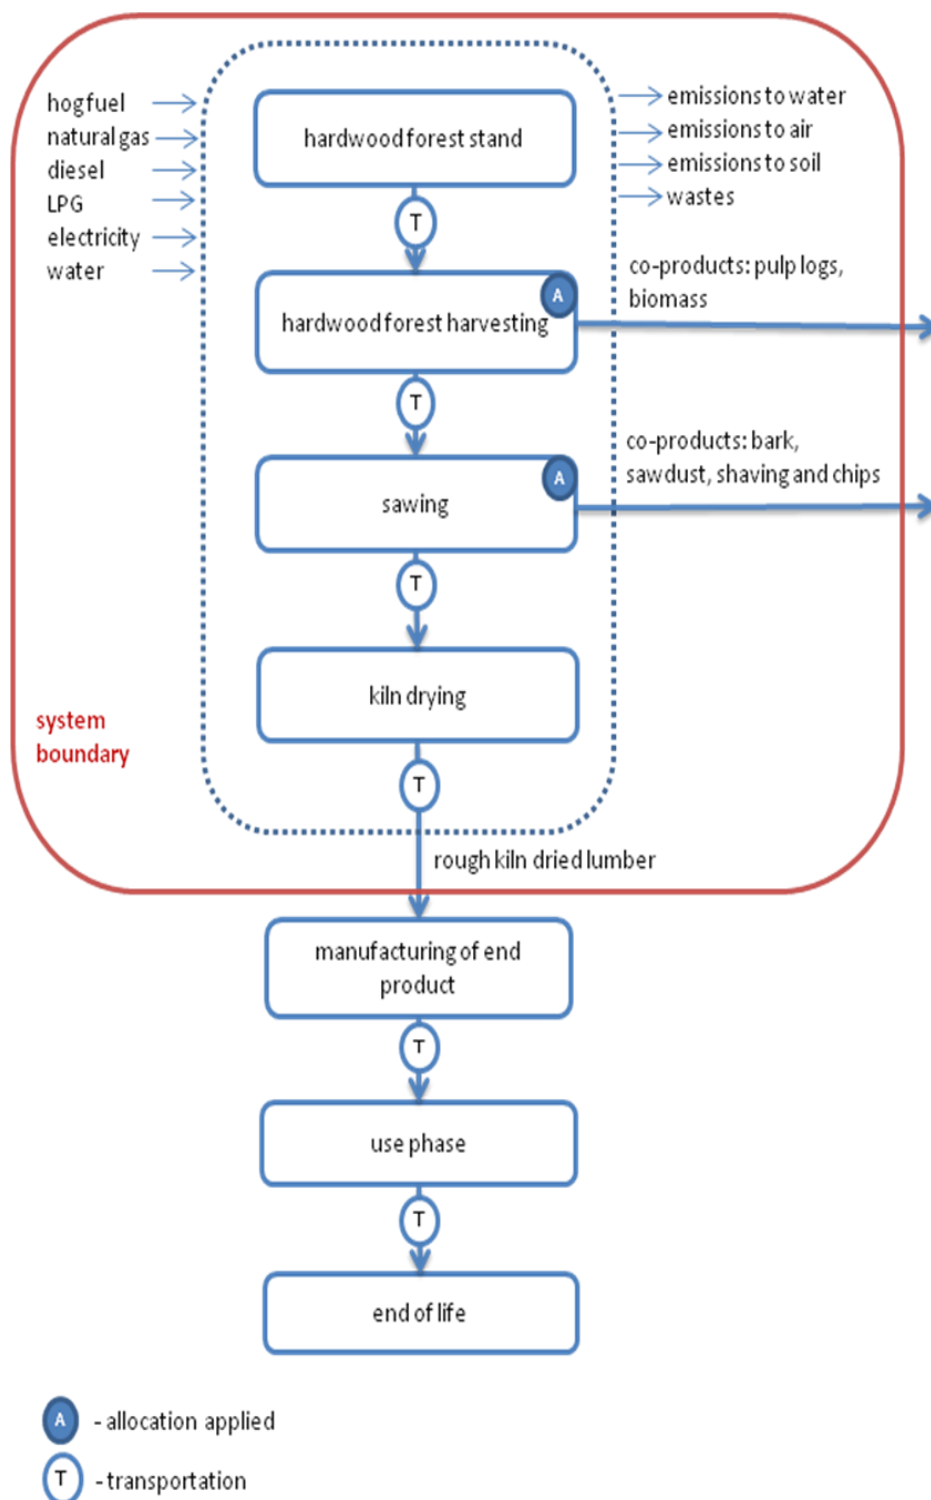 hog fuel
natural gas
diesel
LPG
electricity
water
hardwood forest stand
emissions to water
emissions to air
emissions to soil
wastes
T
co-products: pulp logs,
biomass
A
hardwood forest harvesting
T
co-products: bark,
sawdust, shaving and chips
A
sawing
T
kiln drying
system
boundary
T
rough kiln dried lumber
manufacturing of end
product
T
use phase
T
end of life
A - allocation applied
T - transportation